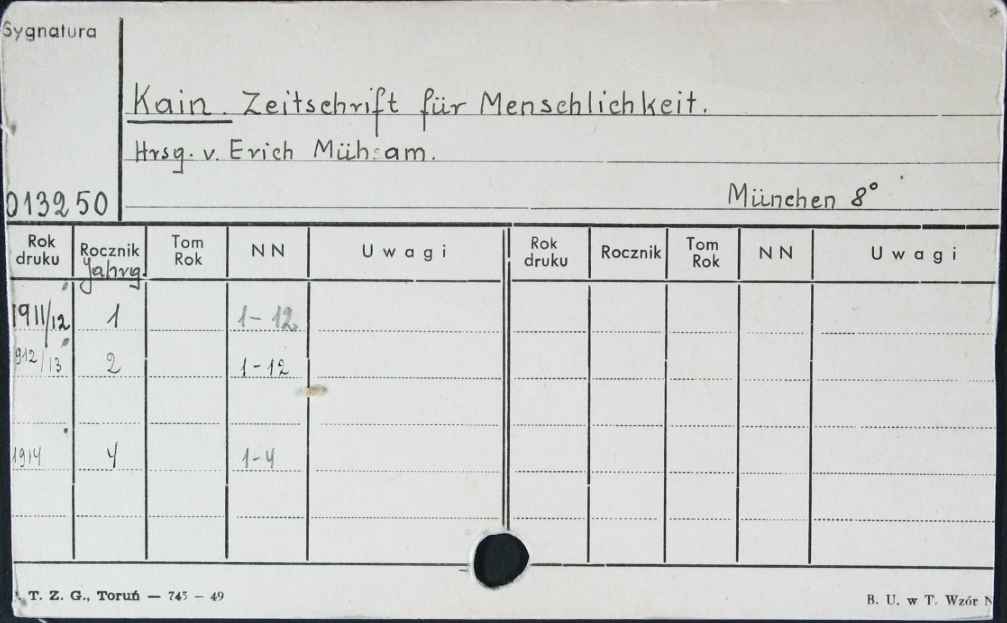 Sygnatura
Kain. Zeitschrift für Menschlichkeit.
Hrsg. v. Erich Mühsam.
013250
München 8°
Rok druku Rocznik Tom Rok NN Uwagi Rok druku Rocznik Tom Rok NN Uwagi
Jahrg.
1911/12 1 1-12
912/13 2 1-12
1914 4 1-4
T. Z. G., Toruń — 745 — 49
B. U. w T. Wzór N